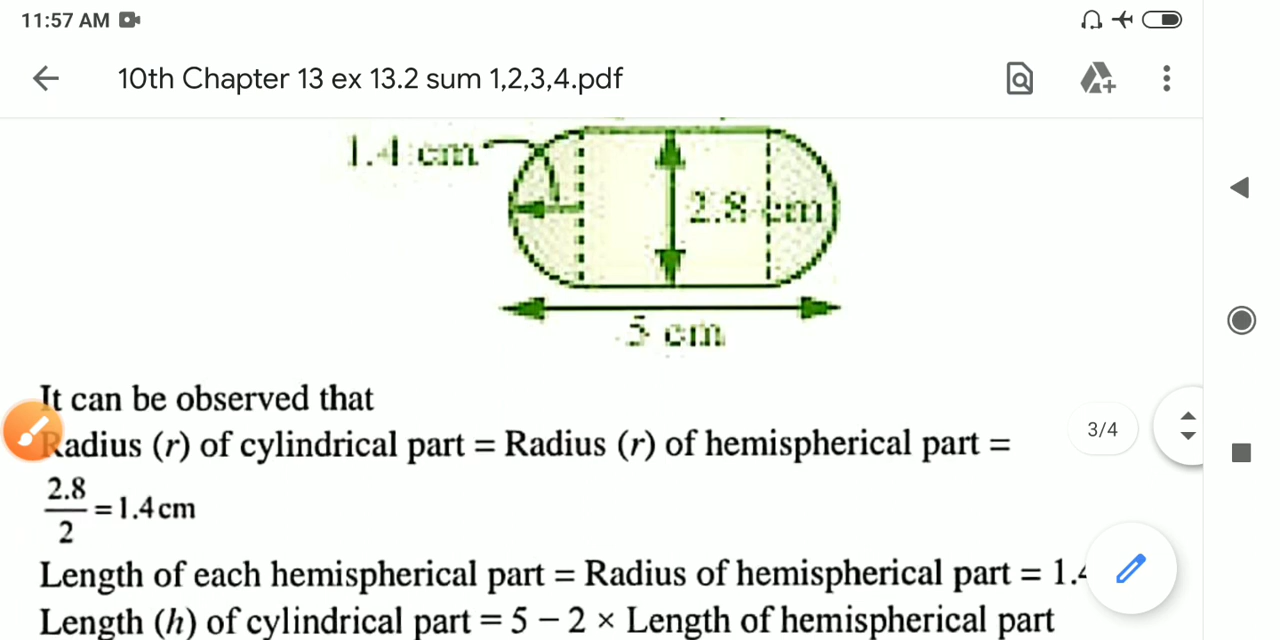 11:57 AM
10th Chapter 13 ex 13.2 sum 1,2,3,4.pdf
1.4 cm
2.8 cm
5 cm
It can be observed that
Radius (r) of cylindrical part = Radius (r) of hemispherical part =
2.8
2
= 1.4 cm
3/4
Length of each hemispherical part = Radius of hemispherical part = 1.4
Length (h) of cylindrical part = 5 − 2 × Length of hemispherical part